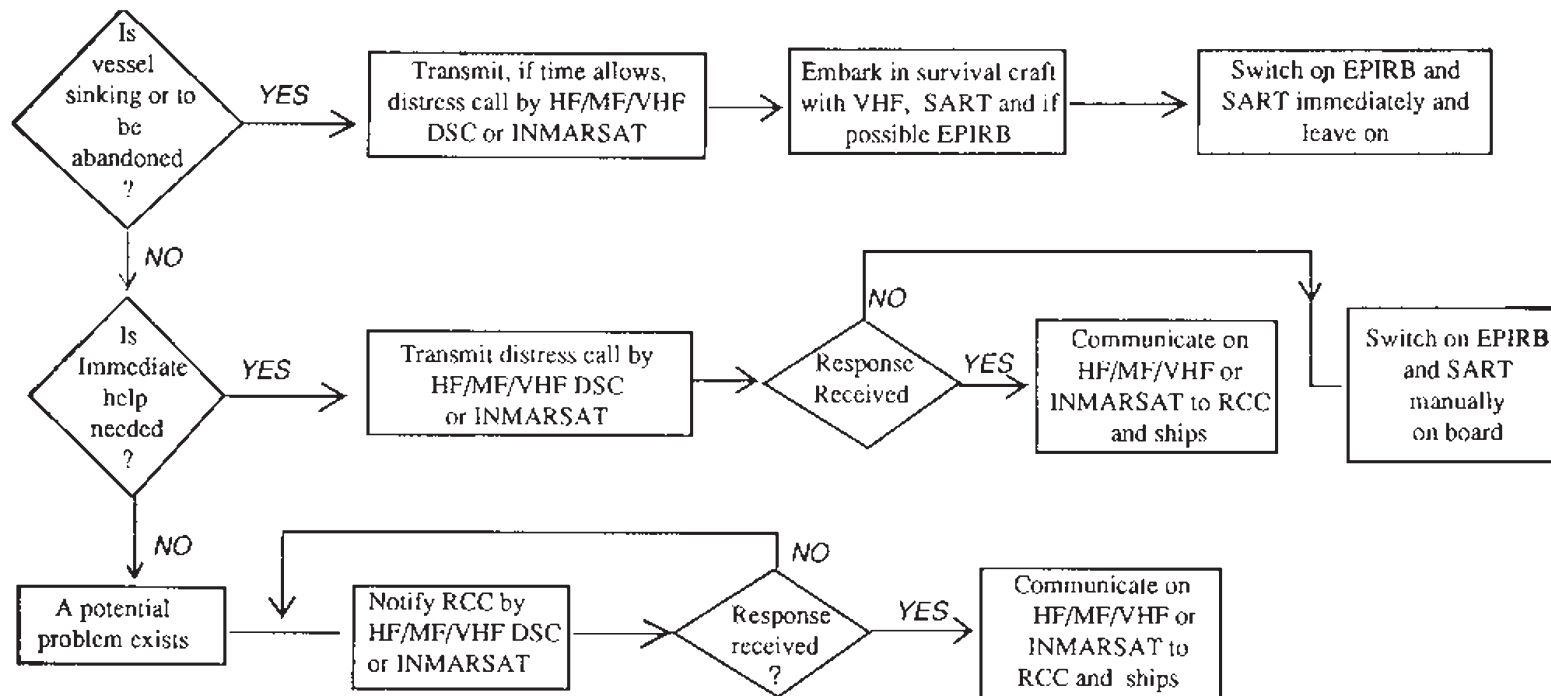 Is
vessel
sinking or to
be
abandoned
?
YES
Transmit, if time allows,
distress call by HF/MF/VHF
DSC or INMARSAT
Embark in survival craft
with VHF, SART and if
possible EPIRB
Switch on EPIRB and
SART immediately and
leave on
NO
Is
Immediate
help
needed
?
YES
Transmit distress call by
HF/MF/VHF DSC
or INMARSAT
Response
Received
NO
YES
Communicate on
HF/MF/VHF or
INMARSAT to RCC
and ships
Switch on EPIRB
and SART
manually
on board
NO
A potential
problem exists
Notify RCC by
HF/MF/VHF DSC
or INMARSAT
NO
Response
received
?
YES
Communicate on
HF/MF/VHF or
INMARSAT to
RCC and ships